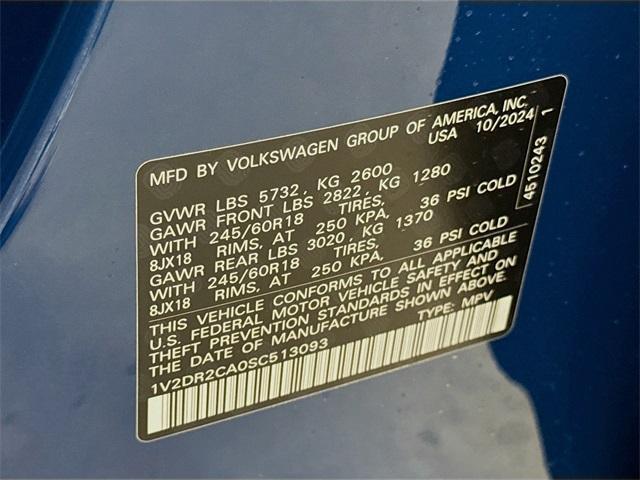 MFD BY VOLKSWAGEN GROUP OF AMERICA, INC.
USA 10/2024
GVWR LBS 5732, KG 2600
GAWR FRONT LBS 2822, KG 1280
WITH 245/60R18 TIRES,
8JX18 RIMS, AT 250 KPA, 36 PSI COLD
GAWR REAR LBS 3020, KG 1370
WITH 245/60R18 TIRES,
8JX18 RIMS, AT 250 KPA, 36 PSI COLD
THIS VEHICLE CONFORMS TO ALL APPLICABLE
U.S. FEDERAL MOTOR VEHICLE SAFETY AND
THEFT PREVENTION STANDARDS IN EFFECT ON
THE DATE OF MANUFACTURE SHOWN ABOVE.
1V2DR2CA0SC513093 TYPE: MPV
4510243 1